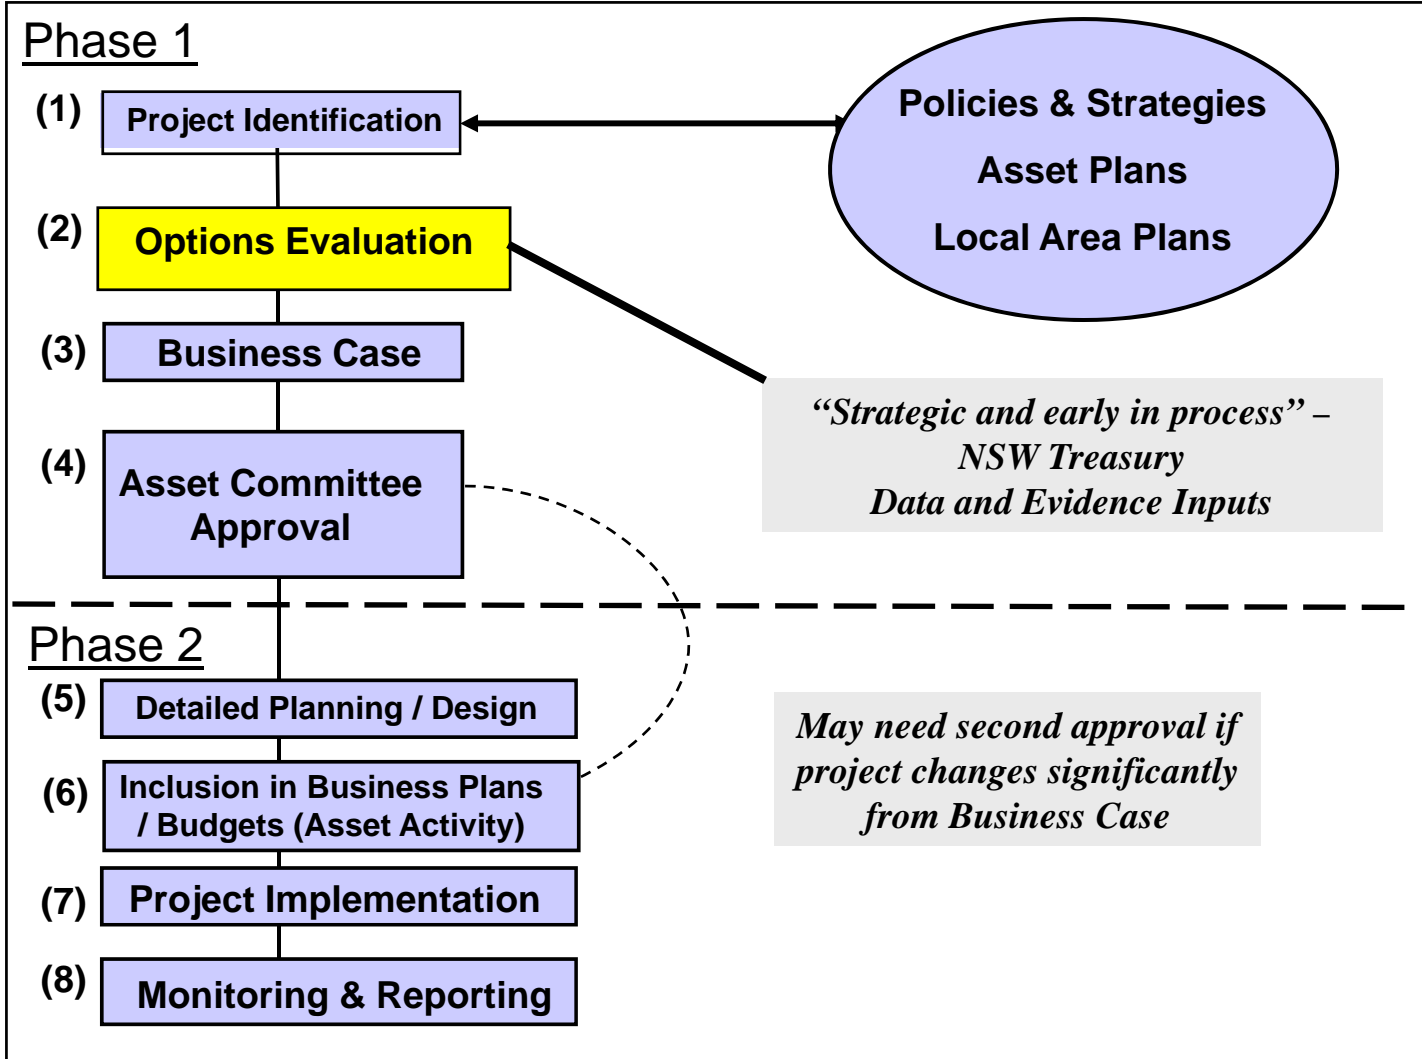 Phase 1
(1)
Project Identification
Policies & Strategies
Asset Plans
Local Area Plans
(2)
Options Evaluation
(3)
Business Case
“Strategic and early in process” –
NSW Treasury
Data and Evidence Inputs
(4)
Asset Committee
Approval
Phase 2
(5)
Detailed Planning / Design
May need second approval if
project changes significantly
from Business Case
(6)
Inclusion in Business Plans
/ Budgets (Asset Activity)
(7)
Project Implementation
(8)
Monitoring & Reporting